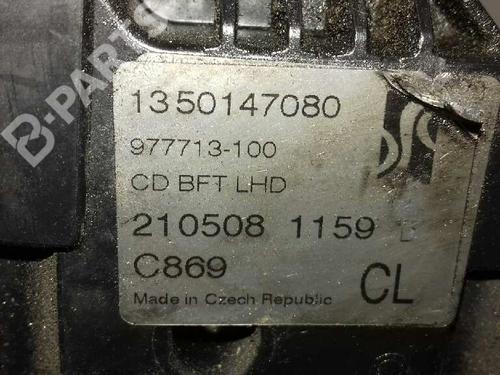 B-PARTS
1350147080
977713-100
CD BFT LHD
210508 1159
C869
CL
Made in Czech Republic